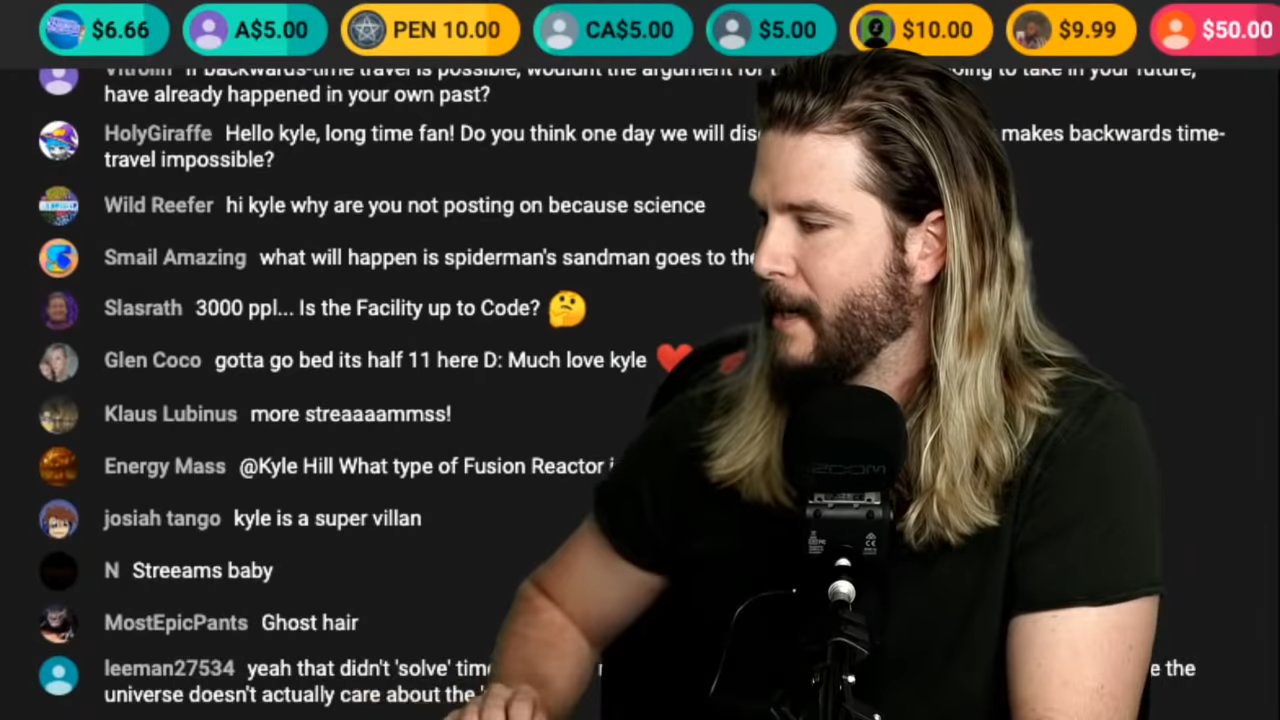 $6.66
A$5.00
PEN 10.00
CA$5.00
$5.00
$10.00
$9.99
$50.00
Vitrolin If backwards-time travel is possible, wouldnt the argument for going to take in your future,
have already happened in your own past?
HolyGiraffe Hello kyle, long time fan! Do you think one day we will makes backwards time-
travel impossible?
Wild Reefer hi kyle why are you not posting on because science
Smail Amazing what will happen is spiderman's sandman goes to
Slasrath 3000 ppl... Is the Facility up to Code? 🤔
Glen Coco gotta go bed its half 11 here D: Much love kyle ❤️
Klaus Lubinus more streaaaammss!
Energy Mass @Kyle Hill What type of Fusion Reactor
josiah tango kyle is a super villan
N Streeams baby
MostEpicPants Ghost hair
leeman27534 yeah that didn't 'solve' the
universe doesn't actually care about the
ZOOM